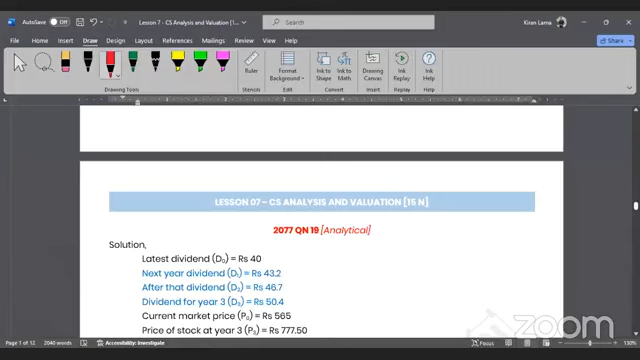 AutoSave Off Lesson 7 - CS Analysis and Valuation [1... Search Kiran Lama
File Home Insert Draw Design Layout References Mailings Review View Help Share
Ruler Format Background Ink to Shape Ink to Math Drawing Canvas Ink Replay Ink Help
Drawing Tools Stencils Edit Convert Insert Replay Help
LESSON 07 – CS ANALYSIS AND VALUATION [15 N]
2077 QN 19 [Analytical]
Solution,
Latest dividend (D₀) = Rs 40
Next year dividend (D₁) = Rs 43.2
After that dividend (D₂) = Rs 46.7
Dividend for year 3 (D₃) = Rs 50.4
Current market price (P₀) = Rs 565
Price of stock at year 3 (P₃) = Rs 777.50
zoom
Page 1 of 12 2040 words Accessibility: Investigate Focus 130%